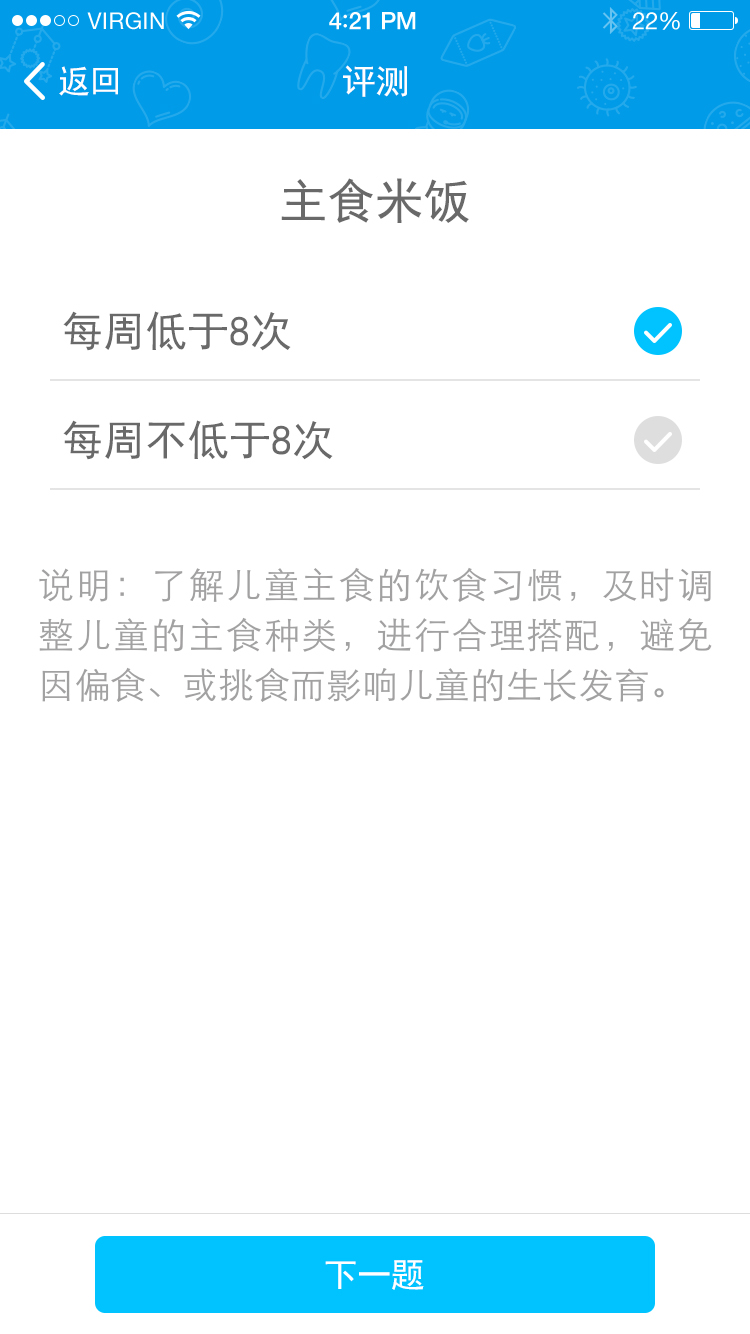 VIRGIN 4:21 PM 22%
返回 评测
主食米饭
每周低于8次
每周不低于8次
说明：了解儿童主食的饮食习惯，及时调
整儿童的主食种类，进行合理搭配，避免
因偏食、或挑食而影响儿童的生长发育。
下一题